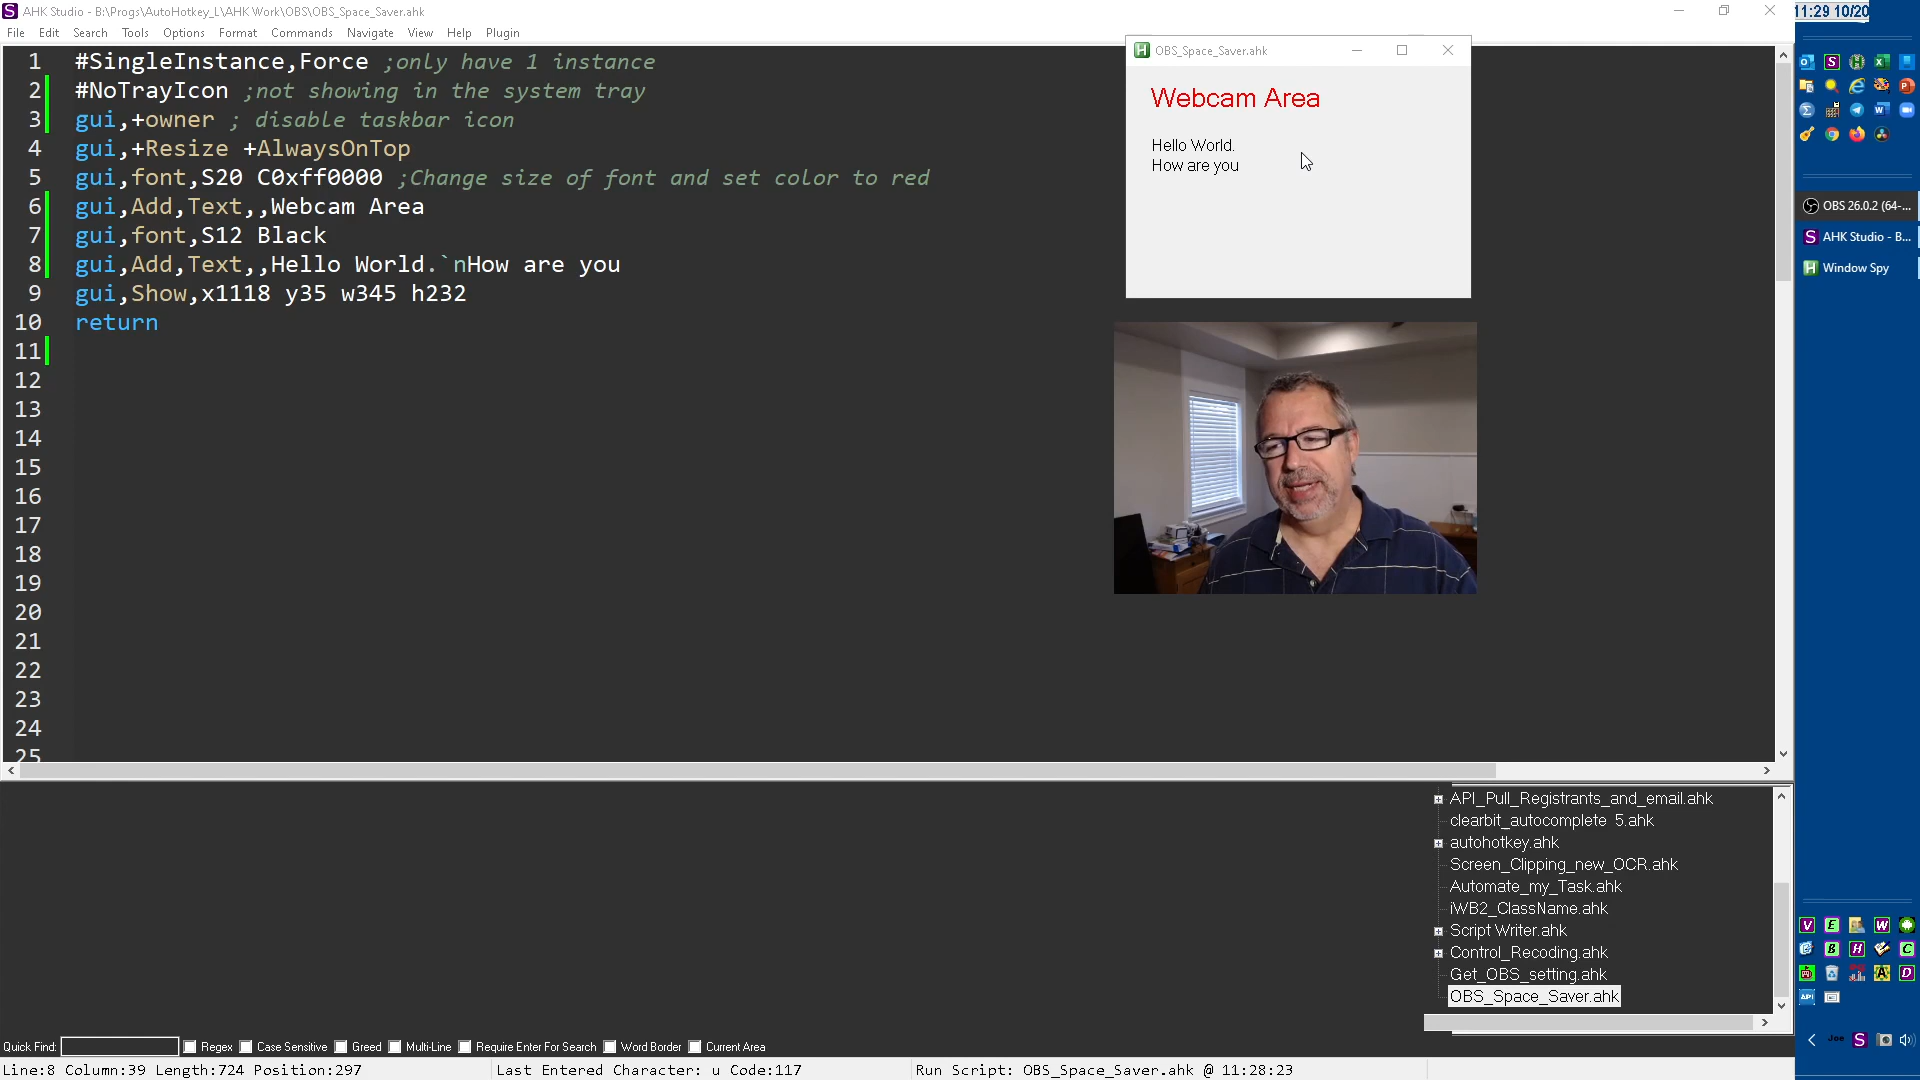 AHK Studio - B:\Progs\AutoHotkey_L\AHK Work\OBS\OBS_Space_Saver.ahk
File Edit Search Tools Options Format Commands Navigate View Help Plugin
1 #SingleInstance,Force ;only have 1 instance
2 #NoTrayIcon ;not showing in the system tray
3 gui,+owner ; disable taskbar icon
4 gui,+Resize +AlwaysOnTop
5 gui,font,S20 C0xff0000 ;Change size of font and set color to red
6 gui,Add,Text,,Webcam Area
7 gui,font,S12 Black
8 gui,Add,Text,,Hello World.`nHow are you
9 gui,Show,x1118 y35 w345 h232
10 return
11
12
13
14
15
16
17
18
19
20
21
22
23
24
25
OBS_Space_Saver.ahk
Webcam Area
Hello World.
How are you
11:29 10/20
OBS 26.0.2 (64-...
AHK Studio - B...
Window Spy
API_Pull_Registrants_and_email.ahk
clearbit_autocomplete 5.ahk
autohotkey.ahk
Screen_Clipping_new_OCR.ahk
Automate_my_Task.ahk
iWB2_ClassName.ahk
Script Writer.ahk
Control_Recoding.ahk
Get_OBS_setting.ahk
OBS_Space_Saver.ahk
Quick Find: Regex Case Sensitive Greed Multi-Line Require Enter For Search Word Border Current Area
Line:8 Column:39 Length:724 Position:297 Last Entered Character: u Code:117 Run Script: OBS_Space_Saver.ahk @ 11:28:23